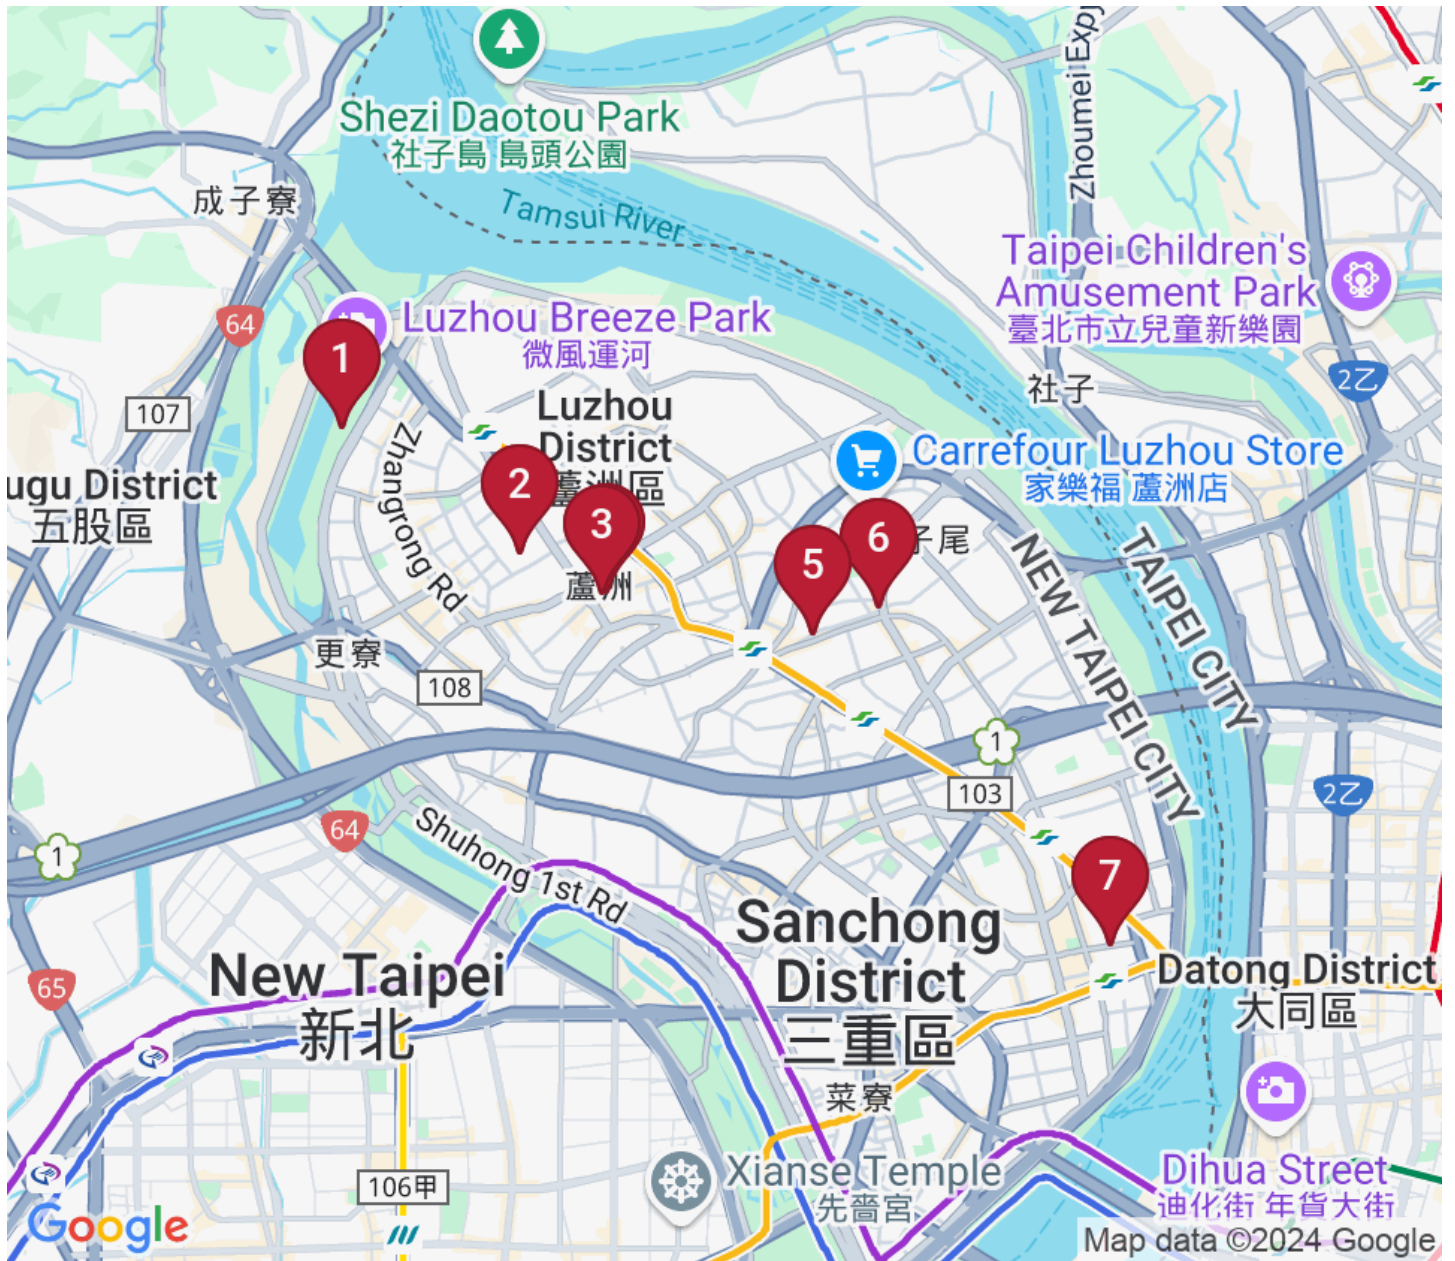 Shezi Daotou Park
社子島 島頭公園
Zhoumei Exp
成子寮
Tamsui River
Taipei Children's
Amusement Park
臺北市立兒童新樂園
64
Luzhou Breeze Park
微風運河
1
2乙
社子
107
Luzhou
District
蘆洲區
Zhangrong Rd
Carrefour Luzhou Store
家樂福 蘆洲店
ugu District
五股區
2
3
5
6
子尾
蘆洲
NEW TAIPEI CITY
TAIPEI CITY
更寮
108
1
103
2乙
64
1
Shuhong 1st Rd
7
Sanchong
District
三重區
New Taipei
新北
65
Datong District
大同區
菜寮
106甲
Xianse Temple
先嗇宮
Dihua Street
迪化街 年貨大街
Google
Map data ©2024 Google